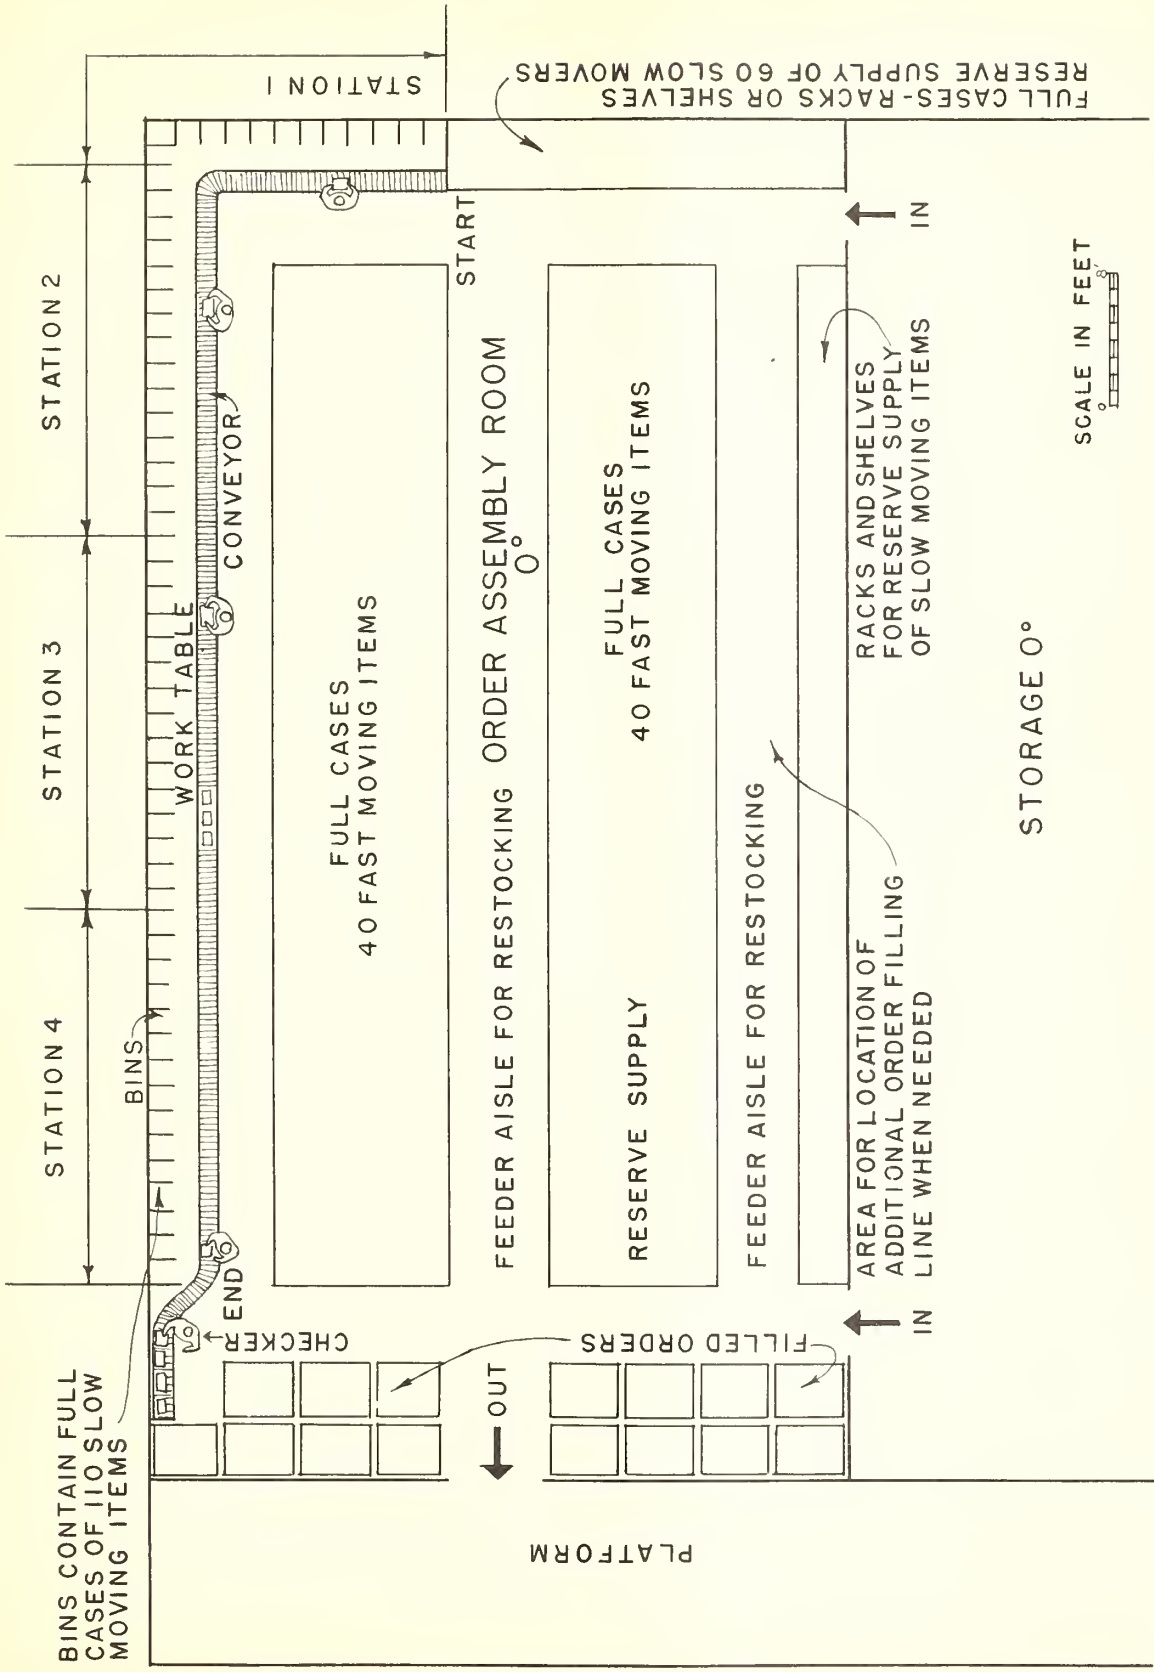 BINS CONTAIN FULL
CASES OF 110 SLOW
MOVING ITEMS
STATION 4
STATION 3
STATION 2
STATION 1
BINS
WORK TABLE
CONVEYOR
END
CHECKER
START
FULL CASES
40 FAST MOVING ITEMS
FEEDER AISLE FOR RESTOCKING
ORDER ASSEMBLY ROOM
0°
FULL CASES
40 FAST MOVING ITEMS
RESERVE SUPPLY
FEEDER AISLE FOR RESTOCKING
FULL CASES-RACKS OR SHELVES
RESERVE SUPPLY OF 60 SLOW MOVERS
OUT
FILLED ORDERS
PLATFORM
IN
AREA FOR LOCATION OF
ADDITIONAL ORDER FILLING
LINE WHEN NEEDED
RACKS AND SHELVES
FOR RESERVE SUPPLY
OF SLOW MOVING ITEMS
IN
STORAGE 0°
SCALE IN FEET
0 8'